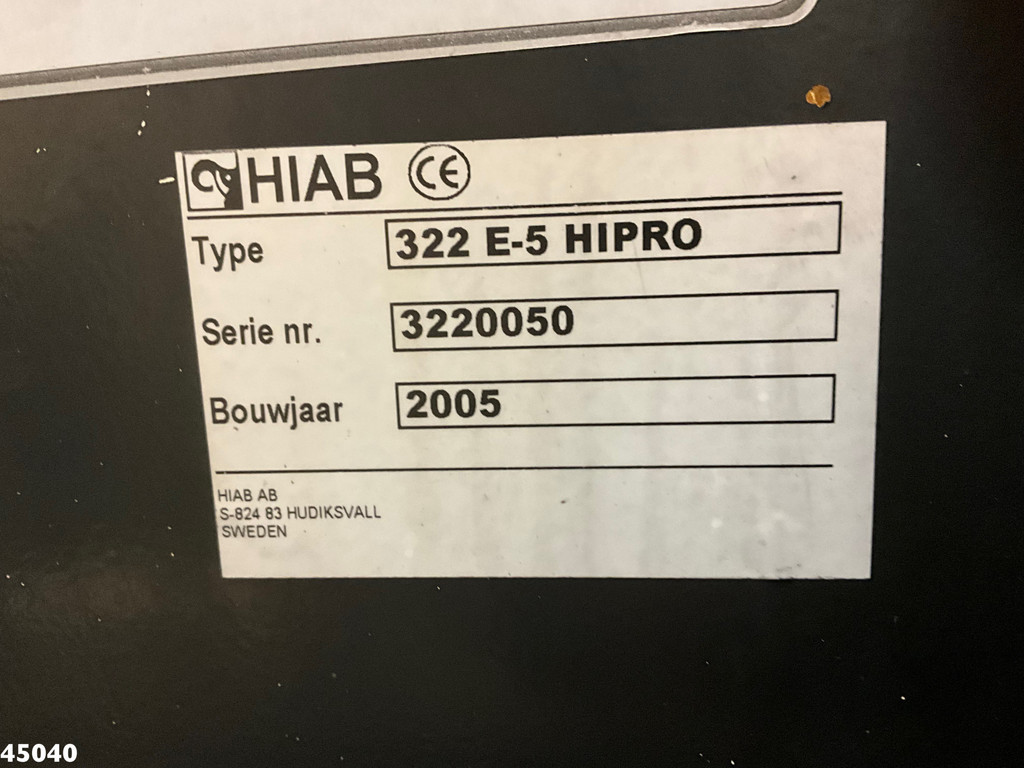 HIAB CE
Type 322 E-5 HIPRO
Serie nr. 3220050
Bouwjaar 2005
HIAB AB
S-824 83 HUDIKSVALL
SWEDEN
45040